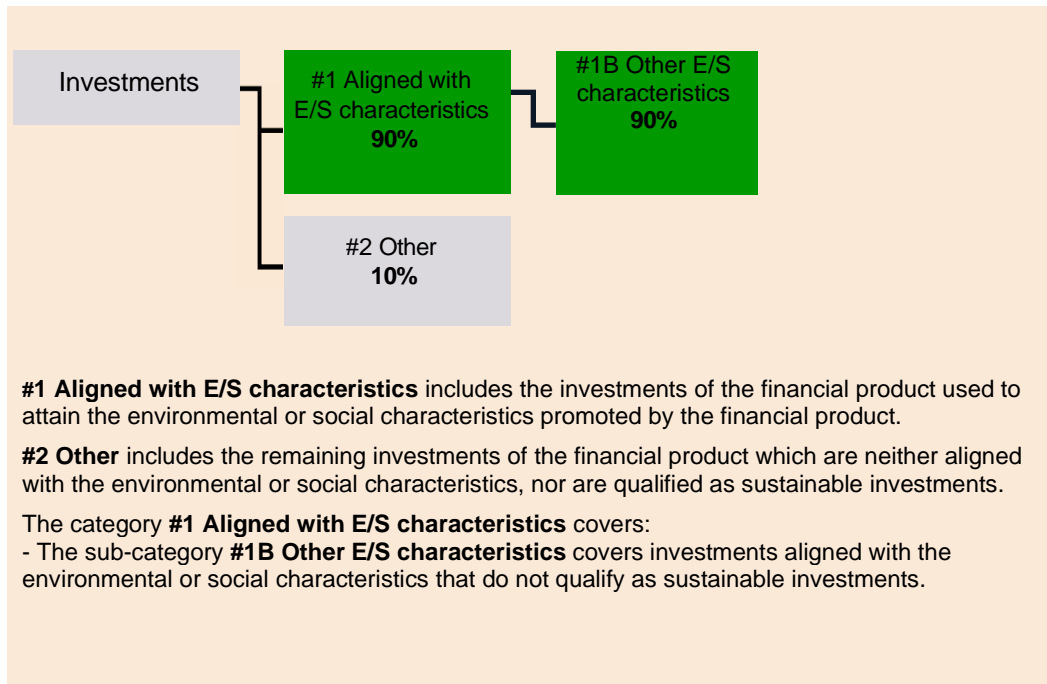 Investments
#1 Aligned with
E/S characteristics
90%
#1B Other E/S
characteristics
90%
#2 Other
10%
#1 Aligned with E/S characteristics includes the investments of the financial product used to
attain the environmental or social characteristics promoted by the financial product.
#2 Other includes the remaining investments of the financial product which are neither aligned
with the environmental or social characteristics, nor are qualified as sustainable investments.
The category #1 Aligned with E/S characteristics covers:
- The sub-category #1B Other E/S characteristics covers investments aligned with the
environmental or social characteristics that do not qualify as sustainable investments.